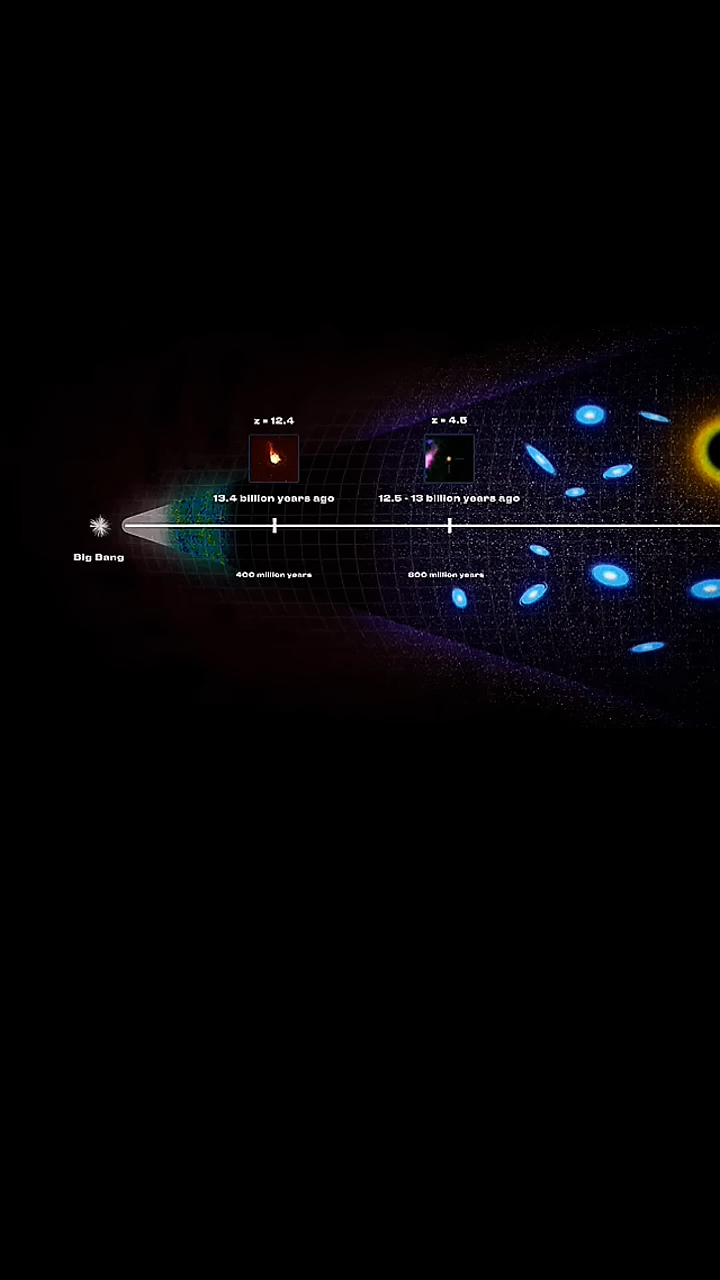 z = 12.4
z = 4.5
13.4 billion years ago
12.5 - 13 billion years ago
Big Bang
400 million years
800 million years